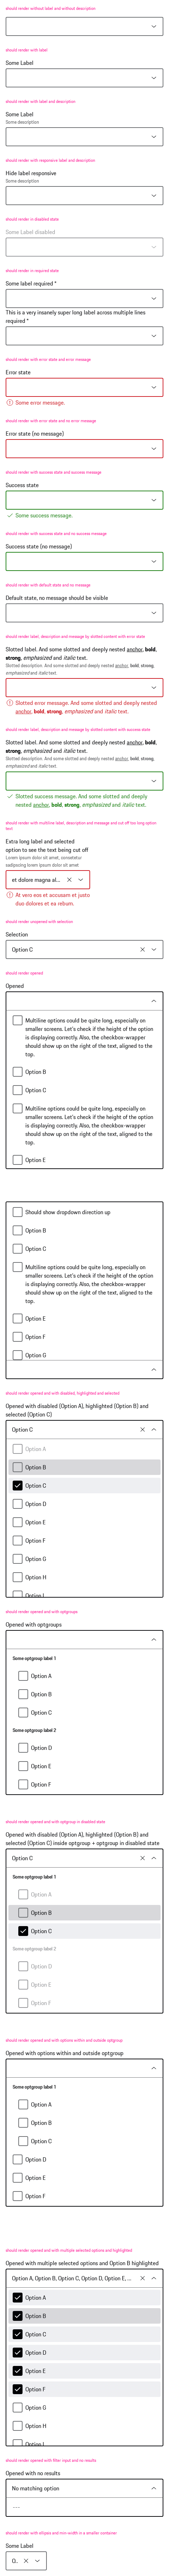 should render without label and without description
should render with label
Some Label
should render with label and description
Some Label
Some description
should render with responsive label and description
Hide label responsive
Some description
should render in disabled state
Some Label disabled
should render in required state
Some label required *
This is a very insanely super long label across multiple lines
required *
should render with error state and error message
Error state
Some error message.
should render with error state and no error message
Error state (no message)
should render with success state and success message
Success state
Some success message.
should render with success state and no success message
Success state (no message)
should render with default state and no message
Default state, no message should be visible
should render label, description and message by slotted content with error state
Slotted label. And some slotted and deeply nested anchor, bold,
strong, emphasized and italic text.
Slotted description. And some slotted and deeply nested anchor, bold, strong,
emphasized and italic text.
Slotted error message. And some slotted and deeply nested
anchor, bold, strong, emphasized and italic text.
should render label, description and message by slotted content with success state
Slotted label. And some slotted and deeply nested anchor, bold,
strong, emphasized and italic text.
Slotted description. And some slotted and deeply nested anchor, bold, strong,
emphasized and italic text.
Slotted success message. And some slotted and deeply
nested anchor, bold, strong, emphasized and italic text.
should render with multiline label, description and message and cut off too long option
text
Extra long label and selected
option to see the text being cut off
Lorem ipsum dolor sit amet, consetetur
sadipscing lorem ipsum dolor sit amet
et dolore magna al...
At vero eos et accusam et justo
duo dolores et ea rebum.
should render unopened with selection
Selection
Option C
should render opened
Opened
Multiline options could be quite long, especially on
smaller screens. Let's check if the height of the option
is displaying correctly. Also, the checkbox-wrapper
should show up on the right of the text, aligned to the
top.
Option B
Option C
Multiline options could be quite long, especially on
smaller screens. Let's check if the height of the option
is displaying correctly. Also, the checkbox-wrapper
should show up on the right of the text, aligned to the
top.
Option E
Should show dropdown direction up
Option B
Option C
Multiline options could be quite long, especially on
smaller screens. Let's check if the height of the option
is displaying correctly. Also, the checkbox-wrapper
should show up on the right of the text, aligned to the
top.
Option E
Option F
Option G
should render opened and with disabled, highlighted and selected
Opened with disabled (Option A), highlighted (Option B) and
selected (Option C)
Option C
Option A
Option B
Option C
Option D
Option E
Option F
Option G
Option H
Option I
should render opened and with optgroups
Opened with optgroups
Some optgroup label 1
Option A
Option B
Option C
Some optgroup label 2
Option D
Option E
Option F
should render opened and with optgroup in disabled state
Opened with disabled (Option A), highlighted (Option B) and
selected (Option C) inside optgroup + optgroup in disabled state
Option C
Some optgroup label 1
Option A
Option B
Option C
Some optgroup label 2
Option D
Option E
Option F
should render opened and with options within and outside optgroup
Opened with options within and outside optgroup
Some optgroup label 1
Option A
Option B
Option C
Option D
Option E
Option F
should render opened and with multiple selected options and highlighted
Opened with multiple selected options and Option B highlighted
Option A, Option B, Option C, Option D, Option E, ...
Option A
Option B
Option C
Option D
Option E
Option F
Option G
Option H
Option I
should render opened with filter input and no results
Opened with no results
No matching option
---
should render with ellipsis and min width in a smaller container
Some Label
O..